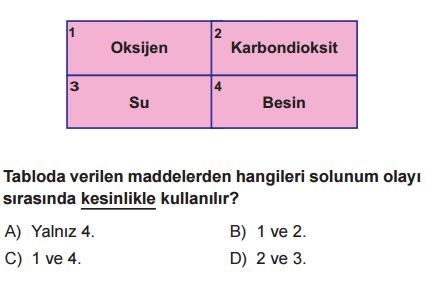 1 Oksijen 2 Karbondioksit
3 Su 4 Besin
Tabloda verilen maddelerden hangileri solunum olayı
sırasında kesinlikle kullanılır?
A) Yalnız 4. B) 1 ve 2.
C) 1 ve 4. D) 2 ve 3.